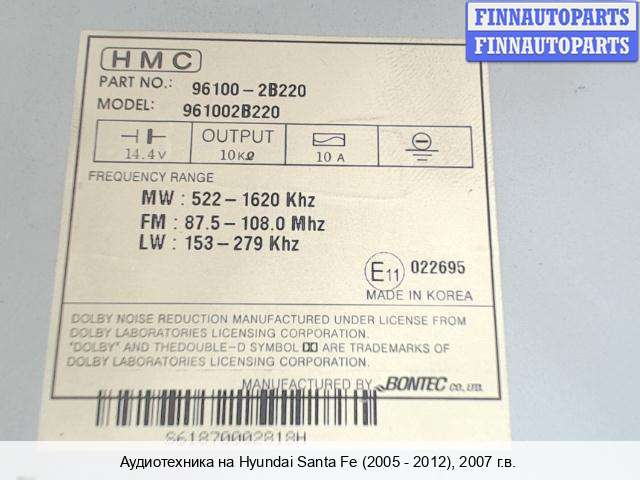 FINNAUTOPARTS
FINNAUTOPARTS
HMC
PART NO.: 96100-2B220
MODEL: 961002B220
14.4V
OUTPUT
10KΩ
10 A
FREQUENCY RANGE
MW : 522-1620 Khz
FM : 87.5-108.0 Mhz
LW : 153-279 Khz
E11 022695
MADE IN KOREA
DOLBY NOISE REDUCTION MANUFACTURED UNDER LICENSE FROM
DOLBY LABORATORIES LICENSING CORPORATION.
"DOLBY" AND THEDOUBLE-D SYMBOL ARE TRADEMARKS OF
DOLBY LABORATORIES LICENSING CORPORATION.
MANUFACTURED BY BONTEC CO., LTD.
861870002818H
Аудиотехника на Hyundai Santa Fe (2005 - 2012), 2007 г.в.